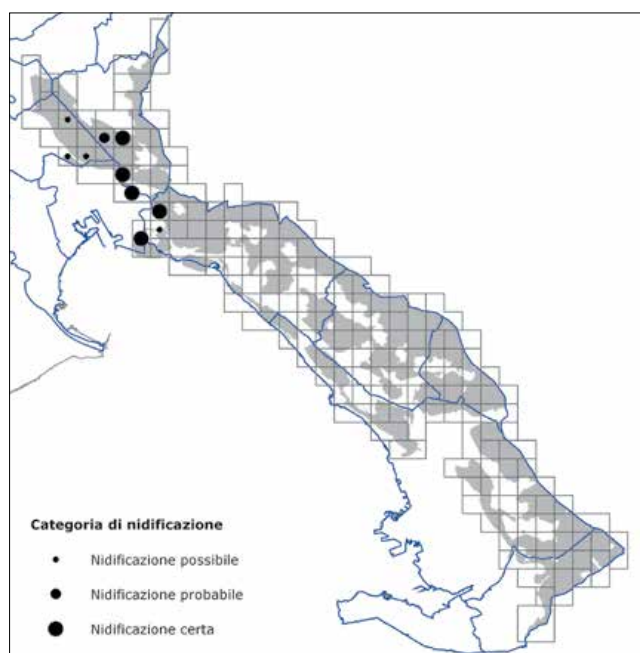 Categoria di nidificazione
Nidificazione possibile
Nidificazione probabile
Nidificazione certa